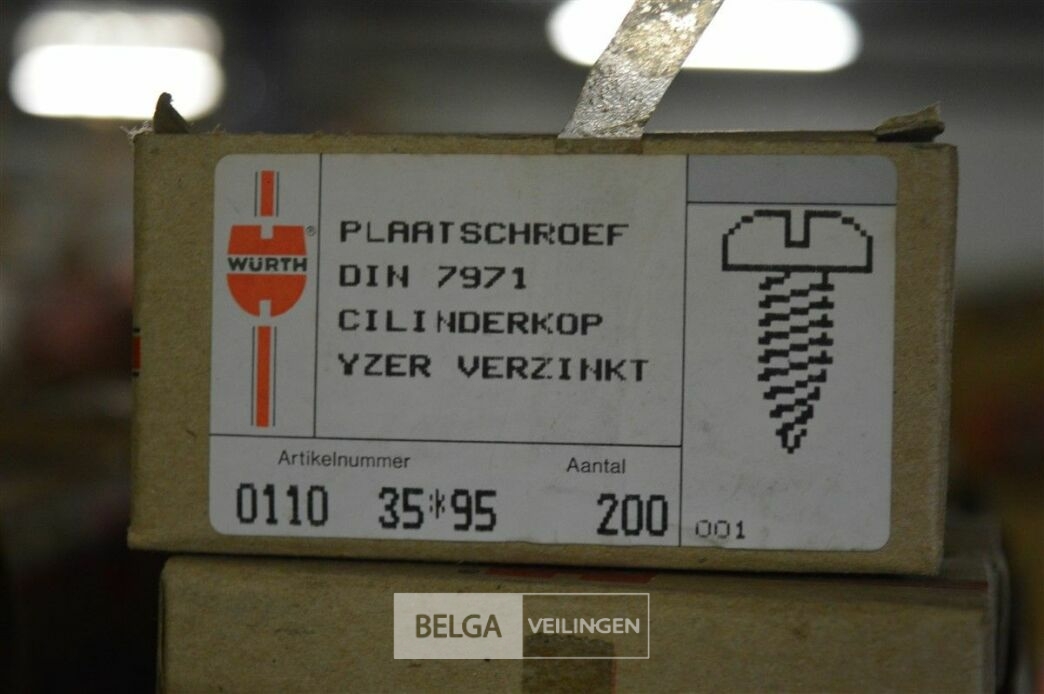 WÜRTH®
PLAATSCHROEF
DIN 7971
CILINDERKOP
YZER VERZINKT
Artikelnummer
Aantal
0110 35*95
200
001
BELGA VEILINGEN